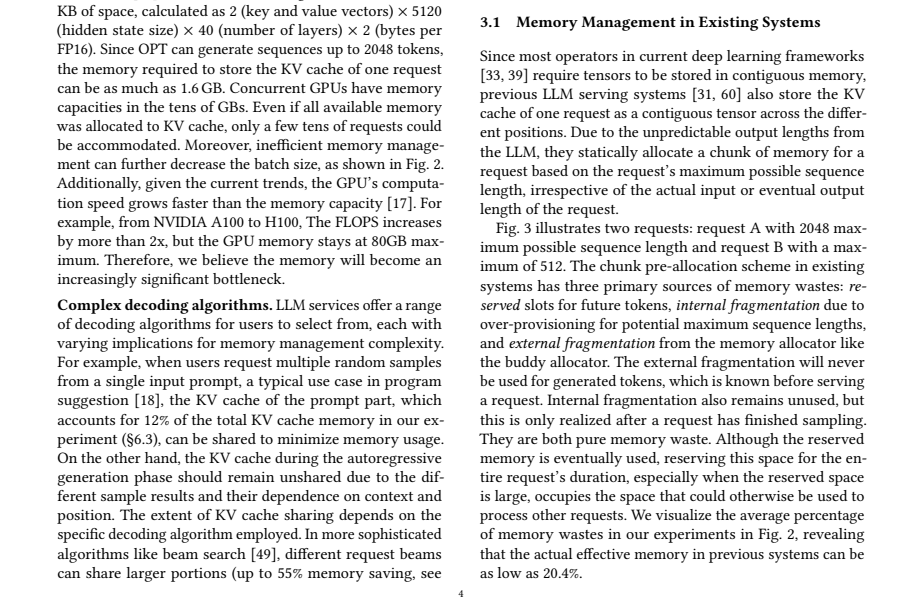 KB of space, calculated as 2 (key and value vectors) × 5120
(hidden state size) × 40 (number of layers) × 2 (bytes per
FP16). Since OPT can generate sequences up to 2048 tokens,
the memory required to store the KV cache of one request
can be as much as 1.6 GB. Concurrent GPUs have memory
capacities in the tens of GBs. Even if all available memory
was allocated to KV cache, only a few tens of requests could
be accommodated. Moreover, inefficient memory manage-
ment can further decrease the batch size, as shown in Fig. 2.
Additionally, given the current trends, the GPU's computa-
tion speed grows faster than the memory capacity [17]. For
example, from NVIDIA A100 to H100, The FLOPS increases
by more than 2x, but the GPU memory stays at 80GB max-
imum. Therefore, we believe the memory will become an
increasingly significant bottleneck.
Complex decoding algorithms. LLM services offer a range
of decoding algorithms for users to select from, each with
varying implications for memory management complexity.
For example, when users request multiple random samples
from a single input prompt, a typical use case in program
suggestion [18], the KV cache of the prompt part, which
accounts for 12% of the total KV cache memory in our ex-
periment (§6.3), can be shared to minimize memory usage.
On the other hand, the KV cache during the autoregressive
generation phase should remain unshared due to the dif-
ferent sample results and their dependence on context and
position. The extent of KV cache sharing depends on the
specific decoding algorithm employed. In more sophisticated
algorithms like beam search [49], different request beams
can share larger portions (up to 55% memory saving, see
3.1 Memory Management in Existing Systems
Since most operators in current deep learning frameworks
[33, 39] require tensors to be stored in contiguous memory,
previous LLM serving systems [31, 60] also store the KV
cache of one request as a contiguous tensor across the differ-
ent positions. Due to the unpredictable output lengths from
the LLM, they statically allocate a chunk of memory for a
request based on the request's maximum possible sequence
length, irrespective of the actual input or eventual output
length of the request.
Fig. 3 illustrates two requests: request A with 2048 max-
imum possible sequence length and request B with a max-
imum of 512. The chunk pre-allocation scheme in existing
systems has three primary sources of memory wastes: re-
served slots for future tokens, internal fragmentation due to
over-provisioning for potential maximum sequence lengths,
and external fragmentation from the memory allocator like
the buddy allocator. The external fragmentation will never
be used for generated tokens, which is known before serving
a request. Internal fragmentation also remains unused, but
this is only realized after a request has finished sampling.
They are both pure memory waste. Although the reserved
memory is eventually used, reserving this space for the en-
tire request's duration, especially when the reserved space
is large, occupies the space that could otherwise be used to
process other requests. We visualize the average percentage
of memory wastes in our experiments in Fig. 2, revealing
that the actual effective memory in previous systems can be
as low as 20.4%.
4